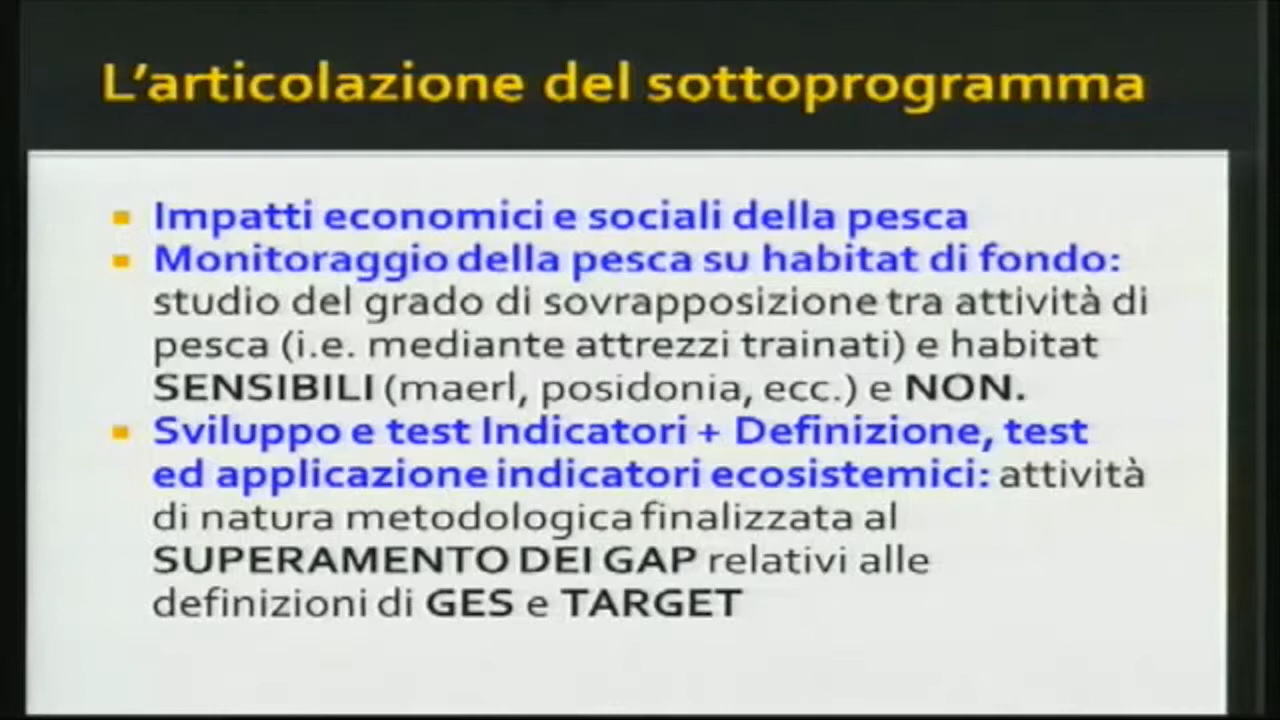 L'articolazione del sottoprogramma
Impatti economici e sociali della pesca
Monitoraggio della pesca su habitat di fondo:
studio del grado di sovrapposizione tra attività di
pesca (i.e. mediante attrezzi trainati) e habitat
SENSIBILI (maerl, posidonia, ecc.) e NON.
Sviluppo e test Indicatori + Definizione, test
ed applicazione indicatori ecosistemici: attività
di natura metodologica finalizzata al
SUPERAMENTO DEI GAP relativi alle
definizioni di GES e TARGET